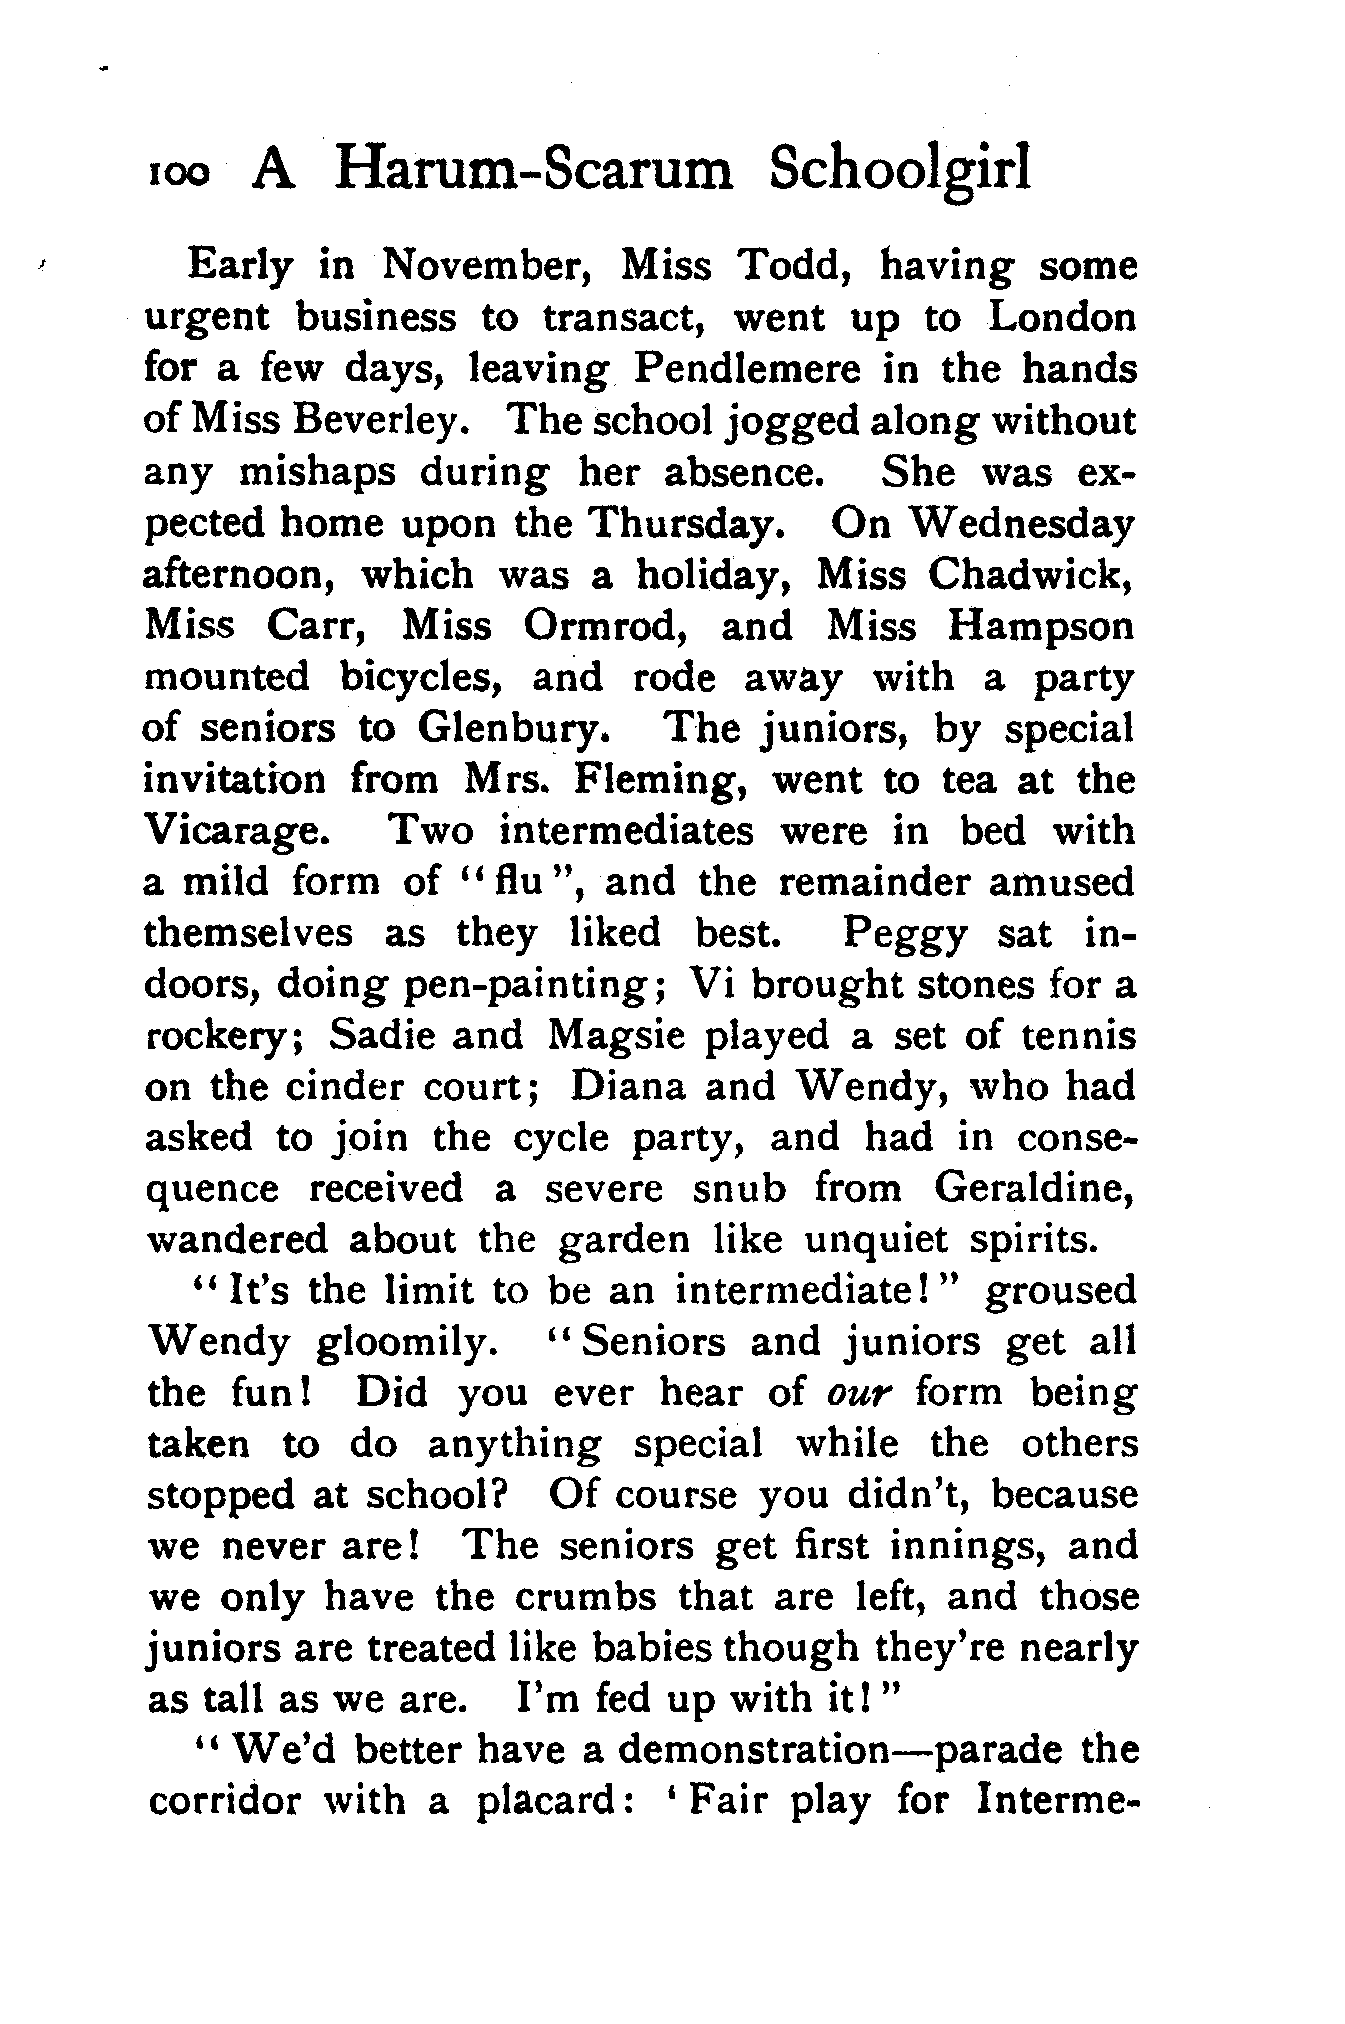 100 A Harum-Scarum Schoolgirl
Early in November, Miss Todd, having some
urgent business to transact, went up to London
for a few days, leaving Pendlemere in the hands
of Miss Beverley. The school jogged along without
any mishaps during her absence. She was ex-
pected home upon the Thursday. On Wednesday
afternoon, which was a holiday, Miss Chadwick,
Miss Carr, Miss Ormrod, and Miss Hampson
mounted bicycles, and rode away with a party
of seniors to Glenbury. The juniors, by special
invitation from Mrs. Fleming, went to tea at the
Vicarage. Two intermediates were in bed with
a mild form of “flu”, and the remainder amused
themselves as they liked best. Peggy sat in-
doors, doing pen-painting; Vi brought stones for a
rockery; Sadie and Magsie played a set of tennis
on the cinder court; Diana and Wendy, who had
asked to join the cycle party, and had in conse-
quence received a severe snub from Geraldine,
wandered about the garden like unquiet spirits.
“It's the limit to be an intermediate!” groused
Wendy gloomily. “Seniors and juniors get all
the fun! Did you ever hear of our form being
taken to do anything special while the others
stopped at school? Of course you didn't, because
we never are! The seniors get first innings, and
we only have the crumbs that are left, and those
juniors are treated like babies though they're nearly
as tall as we are. I'm fed up with it!”
“We'd better have a demonstration—parade the
corridor with a placard: ‘Fair play for Interme-